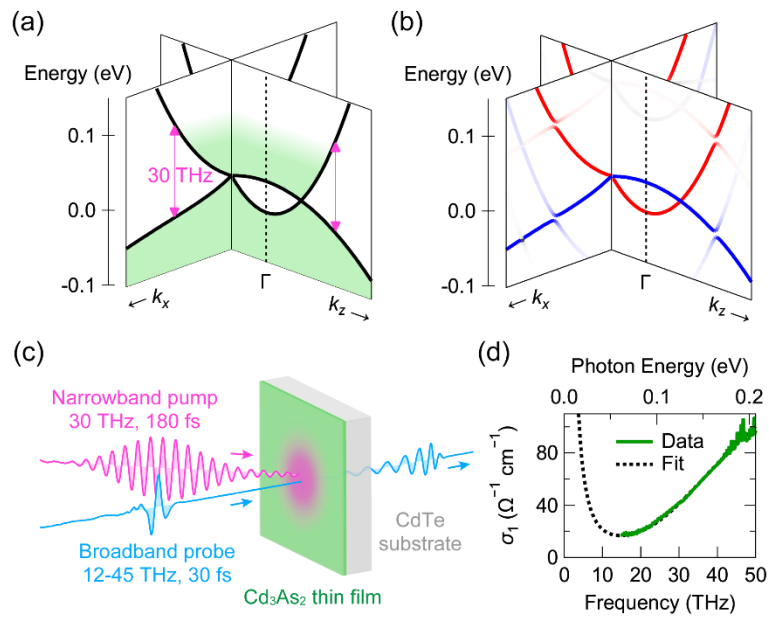 (a)
Energy (eV)
0.1
0.0
-0.1
30 THz
← kx
Γ
kz →
(b)
Energy (eV)
0.1
0.0
-0.1
← kx
Γ
kz →
(c)
Narrowband pump
30 THz, 180 fs
Broadband probe
12-45 THz, 30 fs
CdTe
substrate
Cd₃As₂ thin film
(d)
Photon Energy (eV)
0.0 0.1 0.2
σ₁ (Ω⁻¹ cm⁻¹)
80
40
0
Data
Fit
0 10 20 30 40 50
Frequency (THz)